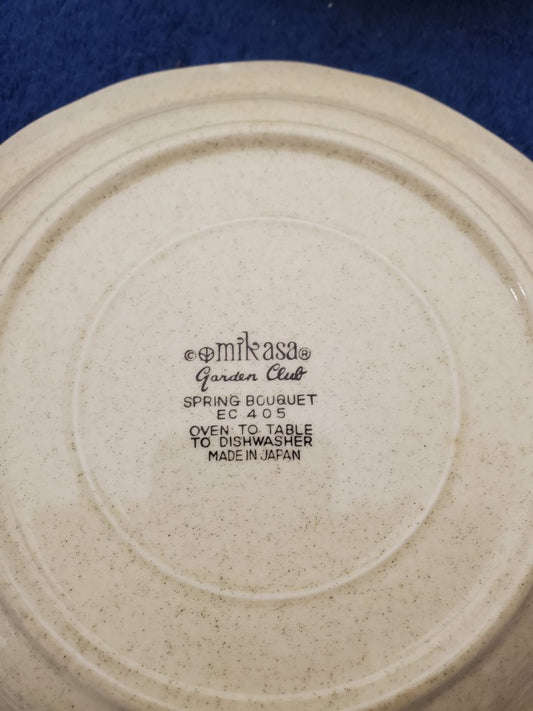 ©mikasa®
Garden Club
SPRING BOUQUET
EC 405
OVEN TO TABLE
TO DISHWASHER
MADE IN JAPAN